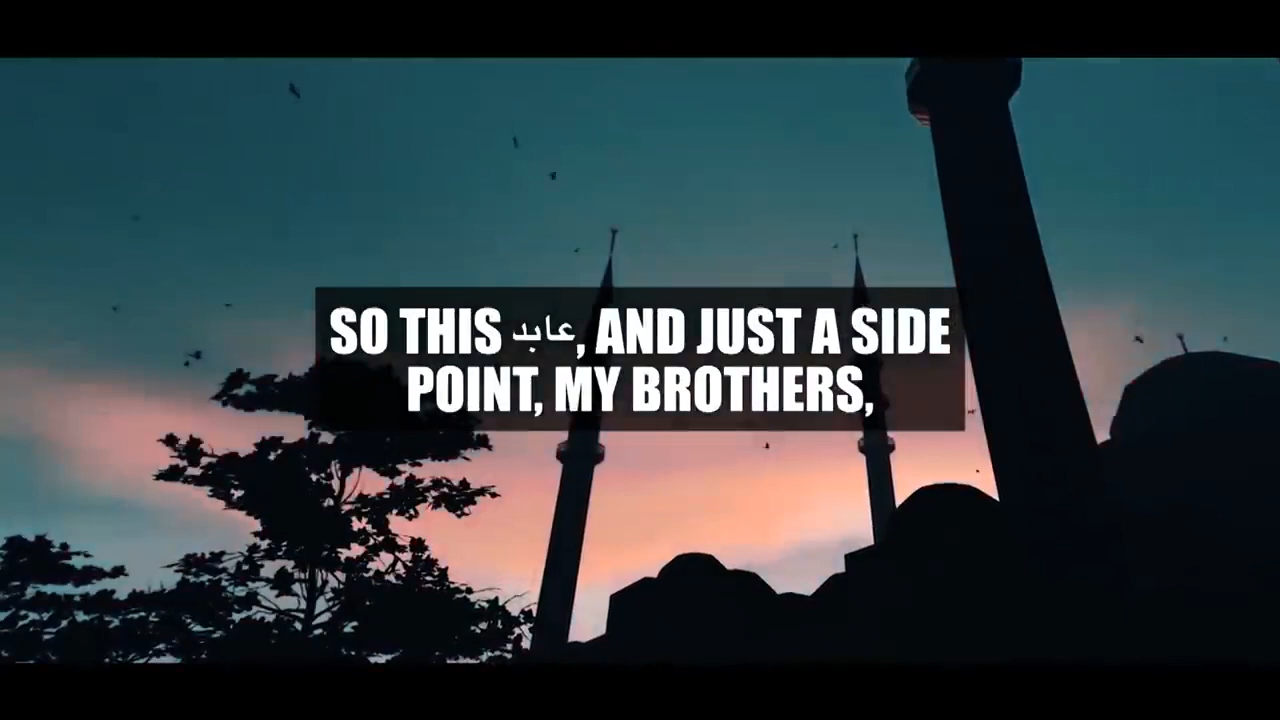 SO THIS عابد, AND JUST A SIDE
POINT, MY BROTHERS,